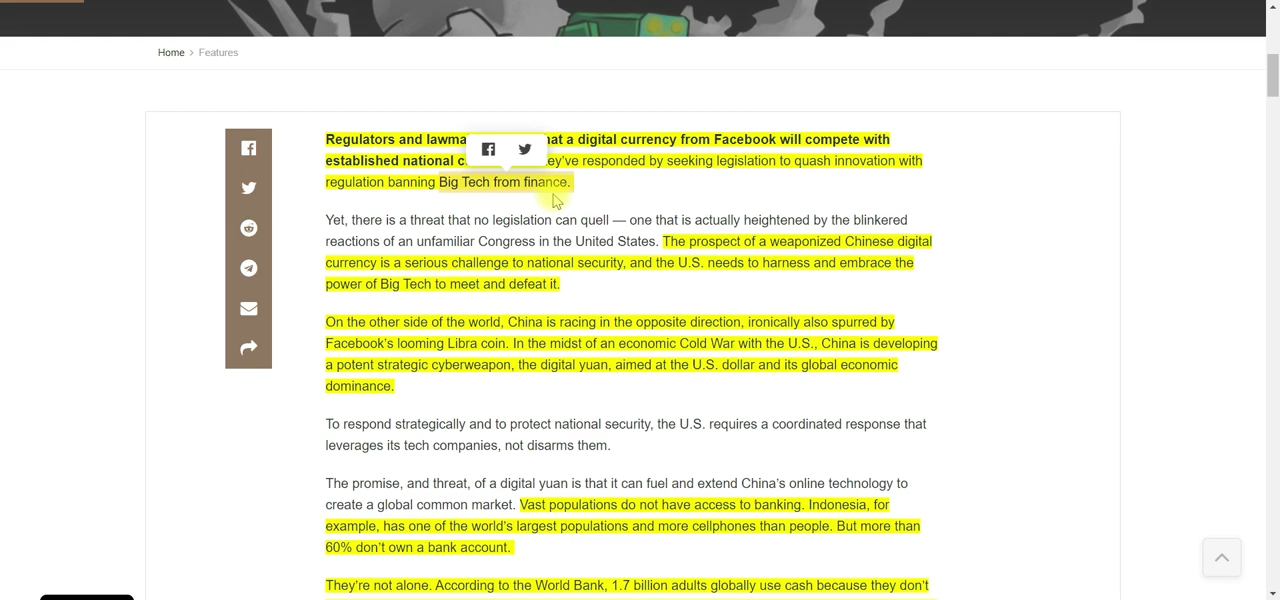 Home > Features
Regulators and lawma hat a digital currency from Facebook will compete with
established national c ey've responded by seeking legislation to quash innovation with
regulation banning Big Tech from finance.
Yet, there is a threat that no legislation can quell — one that is actually heightened by the blinkered
reactions of an unfamiliar Congress in the United States. The prospect of a weaponized Chinese digital
currency is a serious challenge to national security, and the U.S. needs to harness and embrace the
power of Big Tech to meet and defeat it.
On the other side of the world, China is racing in the opposite direction, ironically also spurred by
Facebook's looming Libra coin. In the midst of an economic Cold War with the U.S., China is developing
a potent strategic cyberweapon, the digital yuan, aimed at the U.S. dollar and its global economic
dominance.
To respond strategically and to protect national security, the U.S. requires a coordinated response that
leverages its tech companies, not disarms them.
The promise, and threat, of a digital yuan is that it can fuel and extend China's online technology to
create a global common market. Vast populations do not have access to banking. Indonesia, for
example, has one of the world's largest populations and more cellphones than people. But more than
60% don't own a bank account.
They're not alone. According to the World Bank, 1.7 billion adults globally use cash because they don't